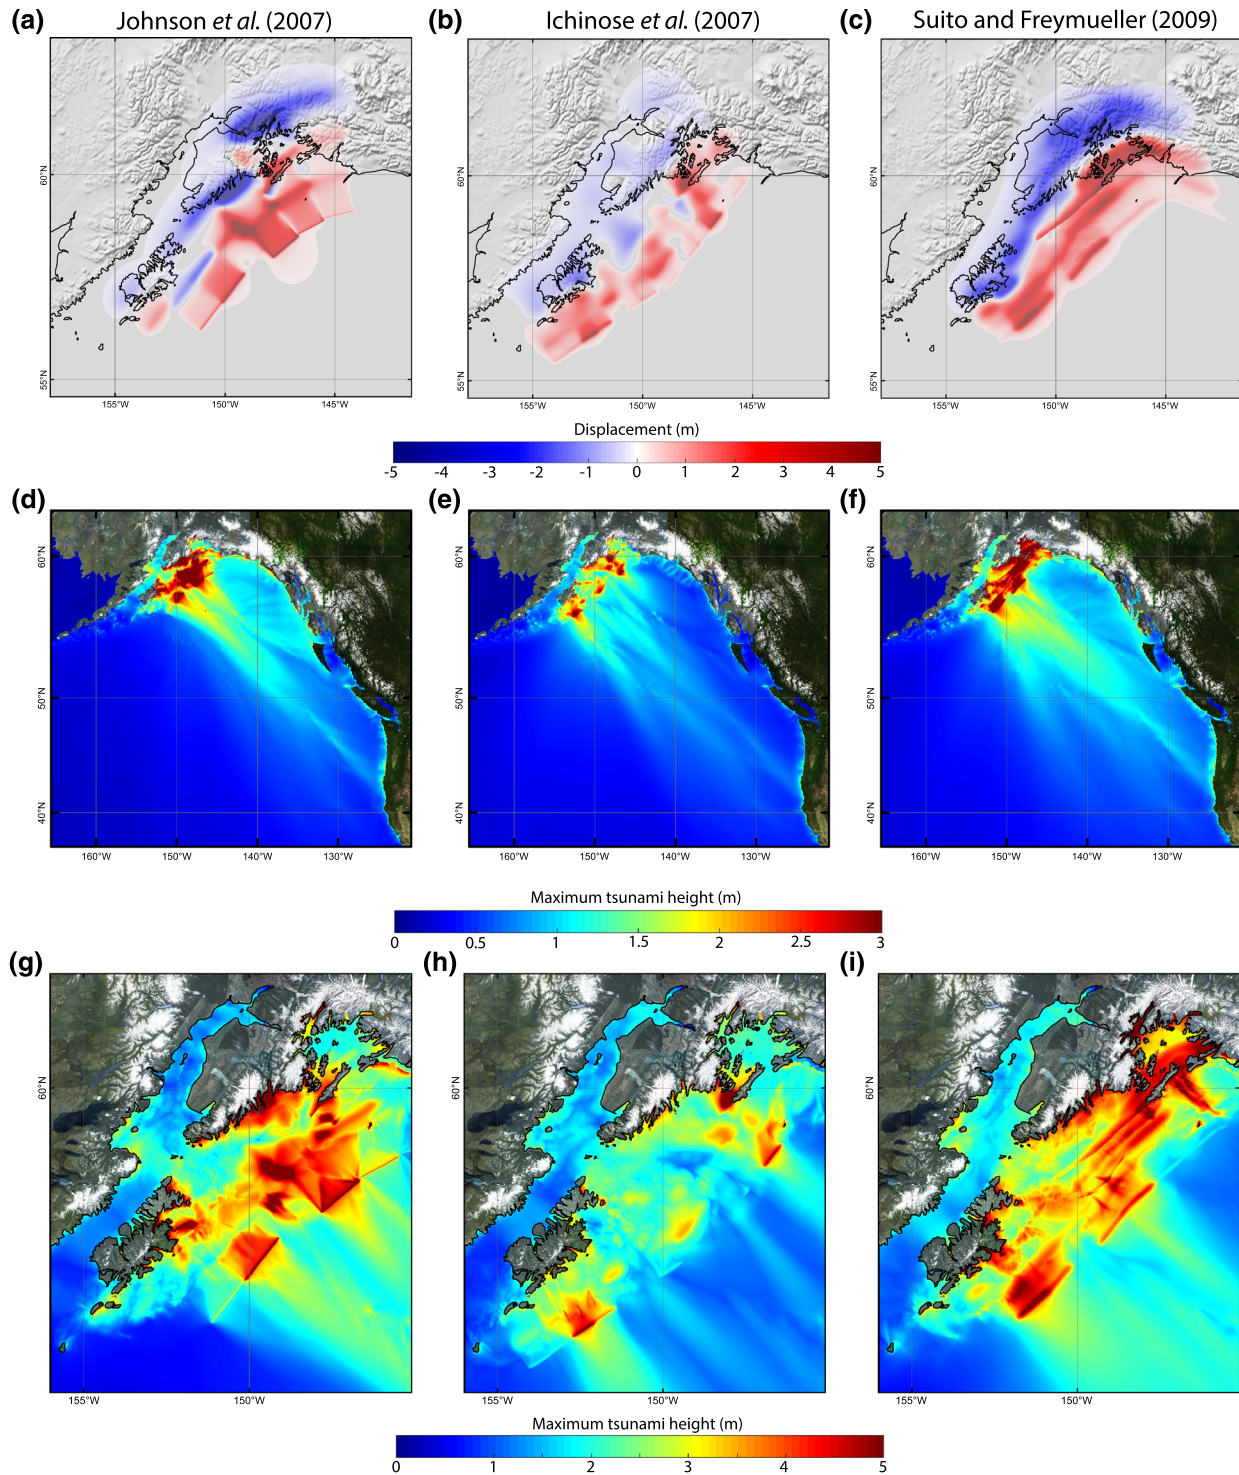 (a) Johnson et al. (2007)
(b) Ichinose et al. (2007)
(c) Suito and Freymueller (2009)
60°N 60°N 60°N
55°N 55°N 55°N
155°W 150°W 145°W 155°W 150°W 145°W 155°W 150°W 145°W
Displacement (m)
-5 -4 -3 -2 -1 0 1 2 3 4 5
(d) (e) (f)
60°N 60°N 60°N
50°N 50°N 50°N
40°N 40°N 40°N
160°W 150°W 140°W 130°W 160°W 150°W 140°W 130°W 160°W 150°W 140°W 130°W
Maximum tsunami height (m)
0 0.5 1 1.5 2 2.5 3
(g) (h) (i)
60°N 60°N 60°N
155°W 150°W 155°W 150°W 155°W 150°W
Maximum tsunami height (m)
0 1 2 3 4 5